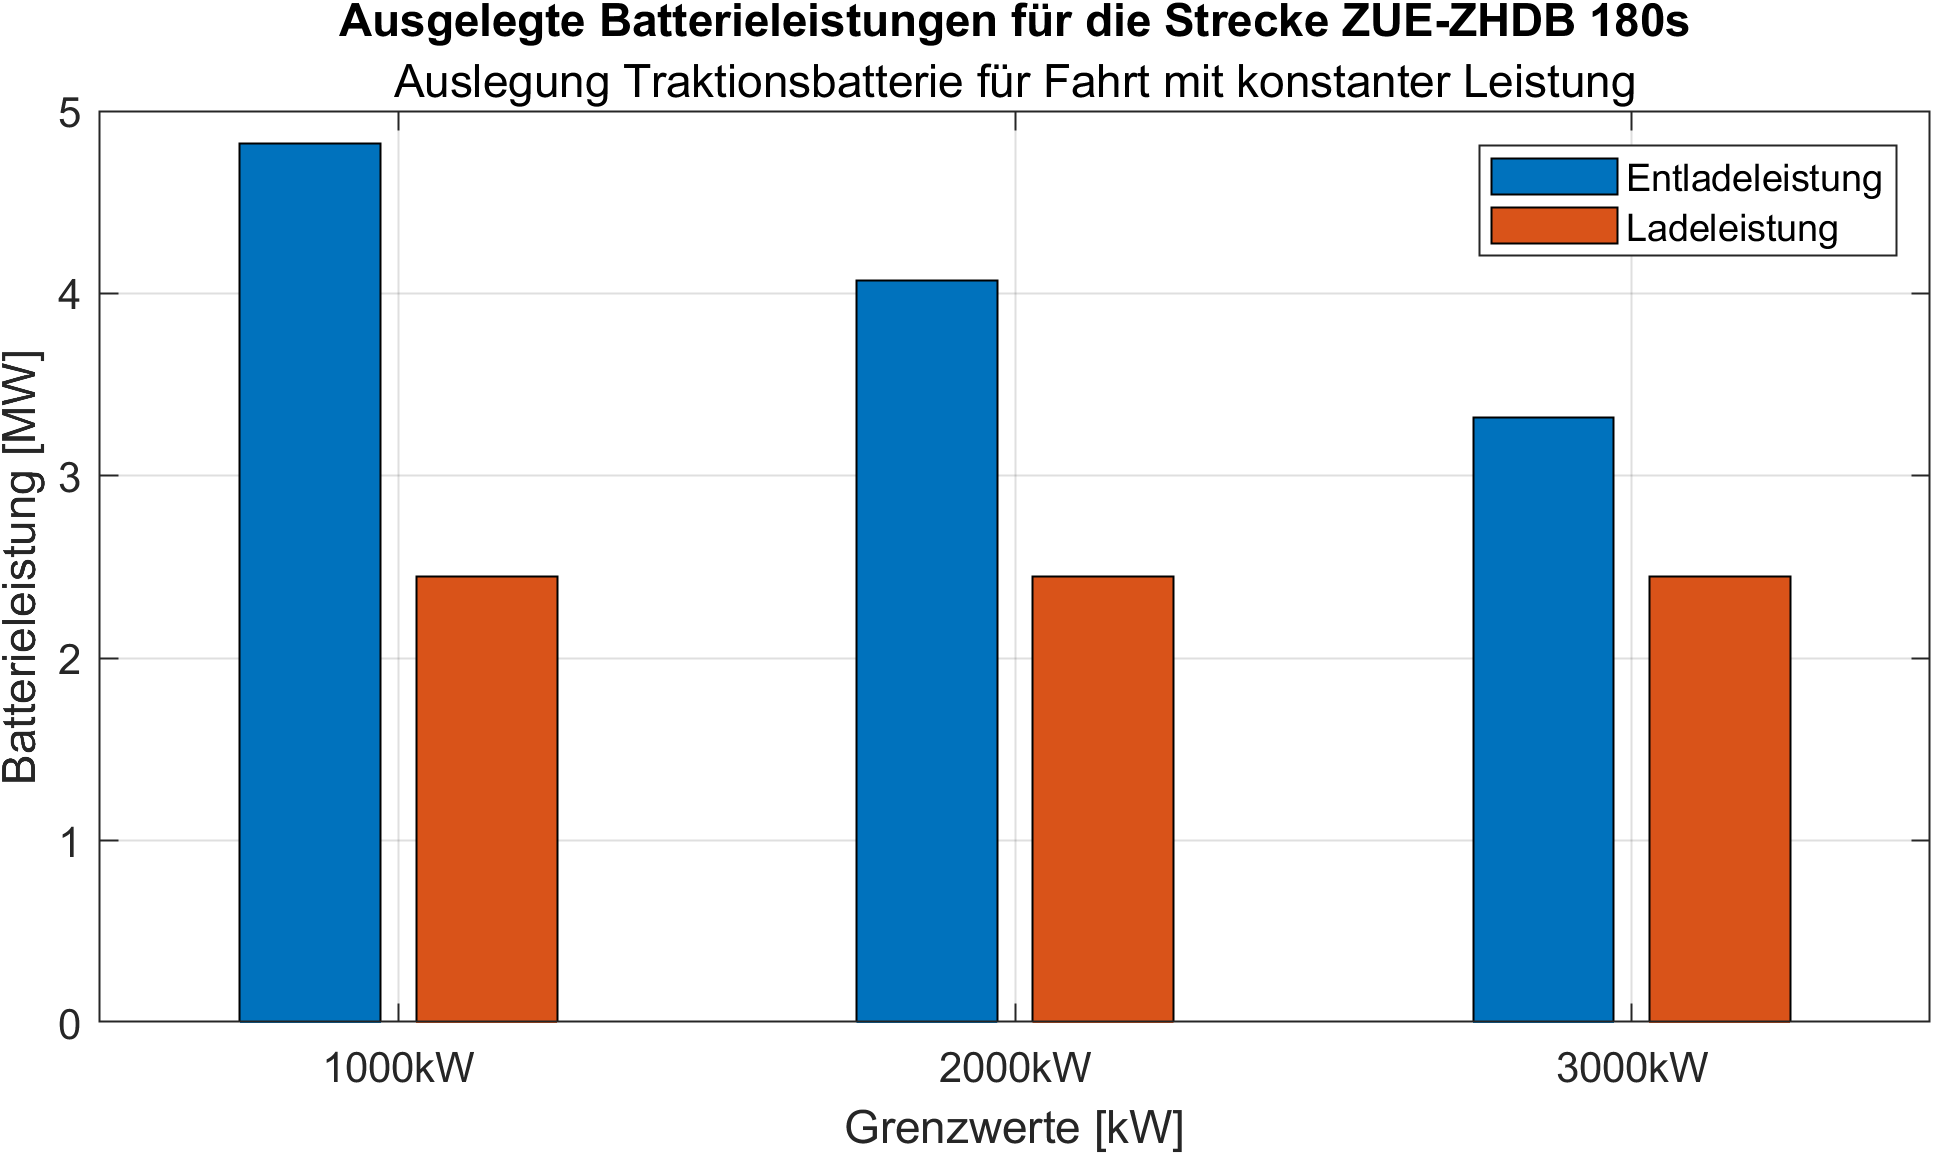 Ausgelegte Batterieleistungen für die Strecke ZUE-ZHDB 180s
Auslegung Traktionsbatterie für Fahrt mit konstanter Leistung
Batterieleistung [MW]
5
4
3
2
1
0
Entladeleistung
Ladeleistung
1000kW
2000kW
3000kW
Grenzwerte [kW]